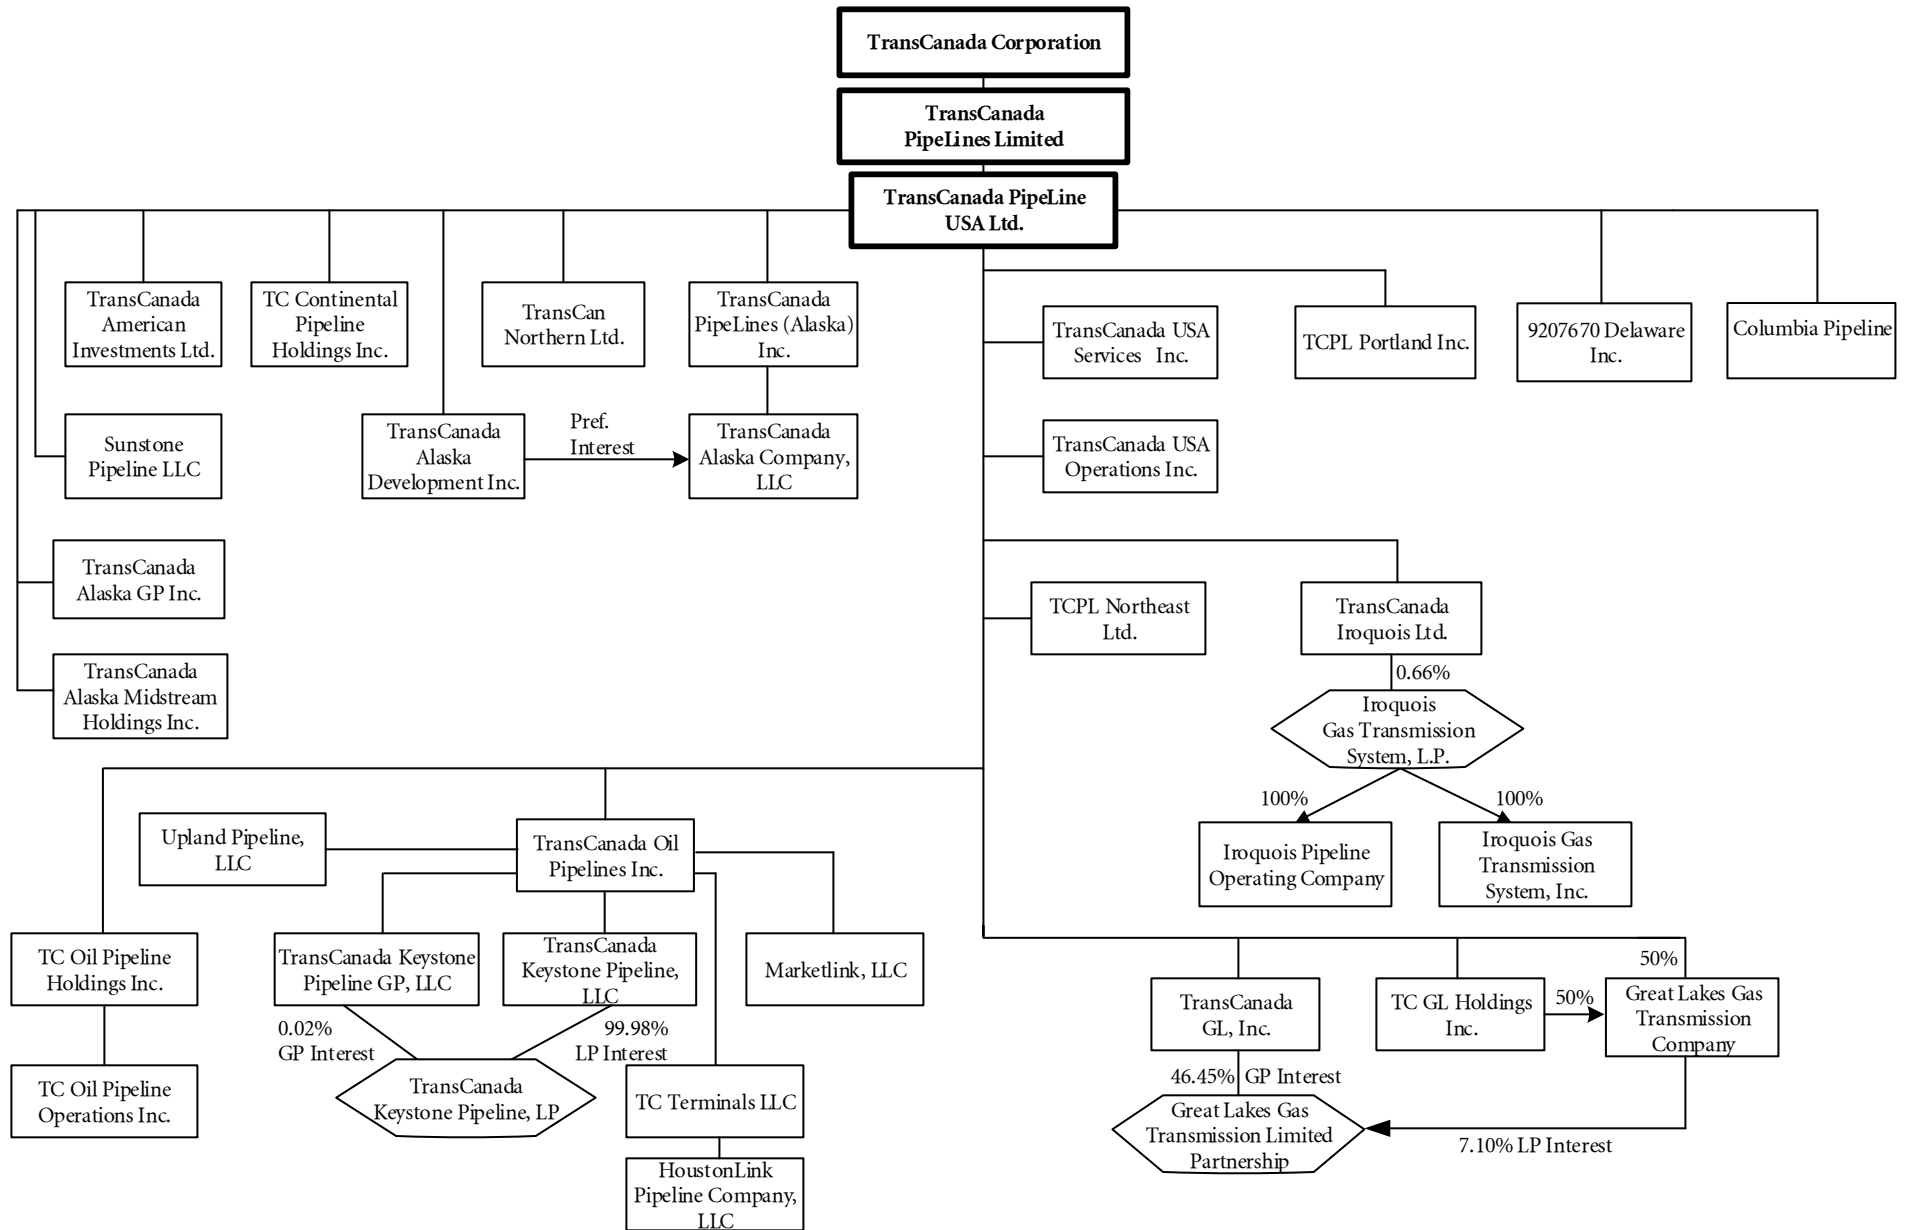 TransCanada Corporation
TransCanada
PipeLines Limited
TransCanada PipeLine
USA Ltd.
TransCanada
American
Investments Ltd.
TC Continental
Pipeline
Holdings Inc.
TransCan
Northern Ltd.
TransCanada
PipeLines (Alaska)
Inc.
TransCanada USA
Services Inc.
TCPL Portland Inc.
9207670 Delaware
Inc.
Columbia Pipeline
Sunstone
Pipeline LLC
TransCanada
Alaska
Development Inc.
Pref.
Interest
TransCanada
Alaska Company,
LLC
TransCanada USA
Operations Inc.
TransCanada
Alaska GP Inc.
TCPL Northeast
Ltd.
TransCanada
Iroquois Ltd.
0.66%
TransCanada
Alaska Midstream
Holdings Inc.
Iroquois
Gas Transmission
System, L.P.
100%
100%
Upland Pipeline,
LLC
TransCanada Oil
Pipelines Inc.
Iroquois Pipeline
Operating Company
Iroquois Gas
Transmission
System, Inc.
TC Oil Pipeline
Holdings Inc.
TransCanada Keystone
Pipeline GP, LLC
TransCanada
Keystone Pipeline,
LLC
Marketlink, LLC
50%
TransCanada
GL, Inc.
TC GL Holdings
Inc.
50%
Great Lakes Gas
Transmission
Company
0.02%
GP Interest
99.98%
LP Interest
TC Oil Pipeline
Operations Inc.
TransCanada
Keystone Pipeline, LP
TC Terminals LLC
46.45% GP Interest
Great Lakes Gas
Transmission Limited
Partnership
7.10% LP Interest
HoustonLink
Pipeline Company,
LLC